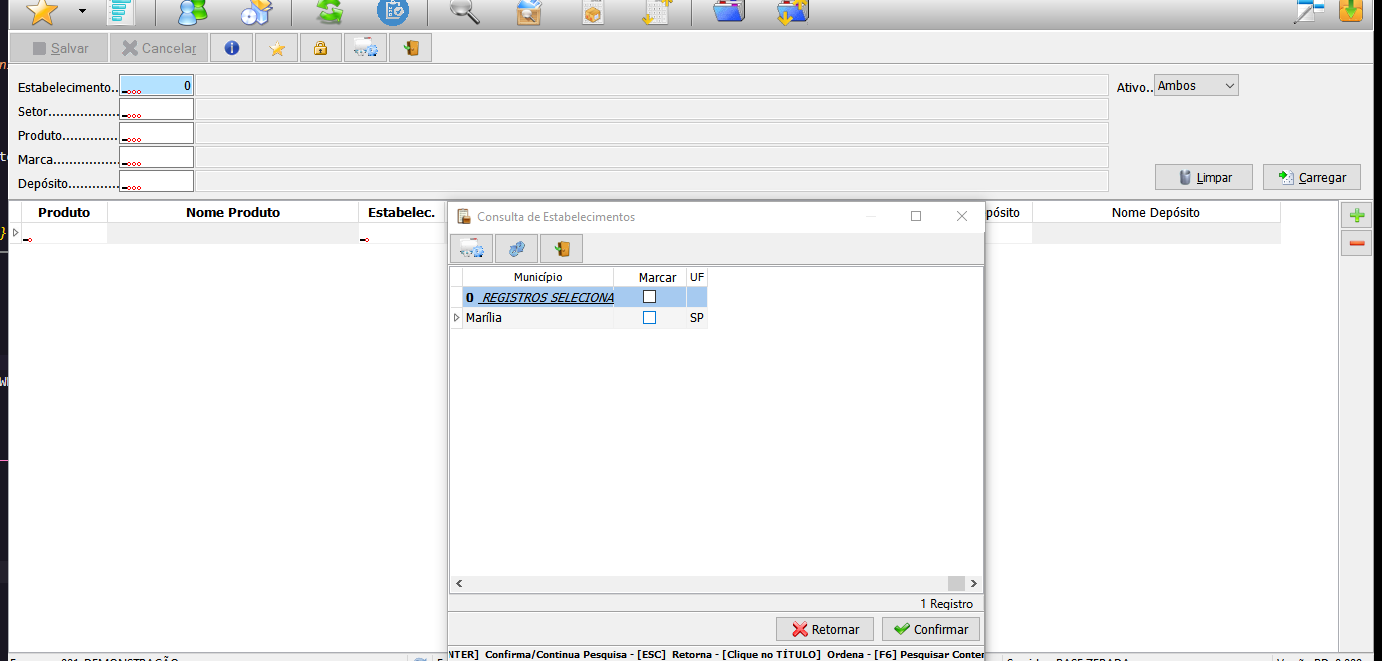 Salvar Cancelar
Estabelecimento.. 0 Ativo.. Ambos
Setor
Produto
Marca
Depósito Limpar Carregar
Produto Nome Produto Estabelec. pósito Nome Depósito
Consulta de Estabelecimentos
Município Marcar UF
0 REGISTROS SELECIONA
Marília SP
1 Registro
Retornar Confirmar
NTER] Confirma/Continua Pesquisa - [ESC] Retorna - [Clique no TÍTULO] Ordena - [F6] Pesquisar Conter